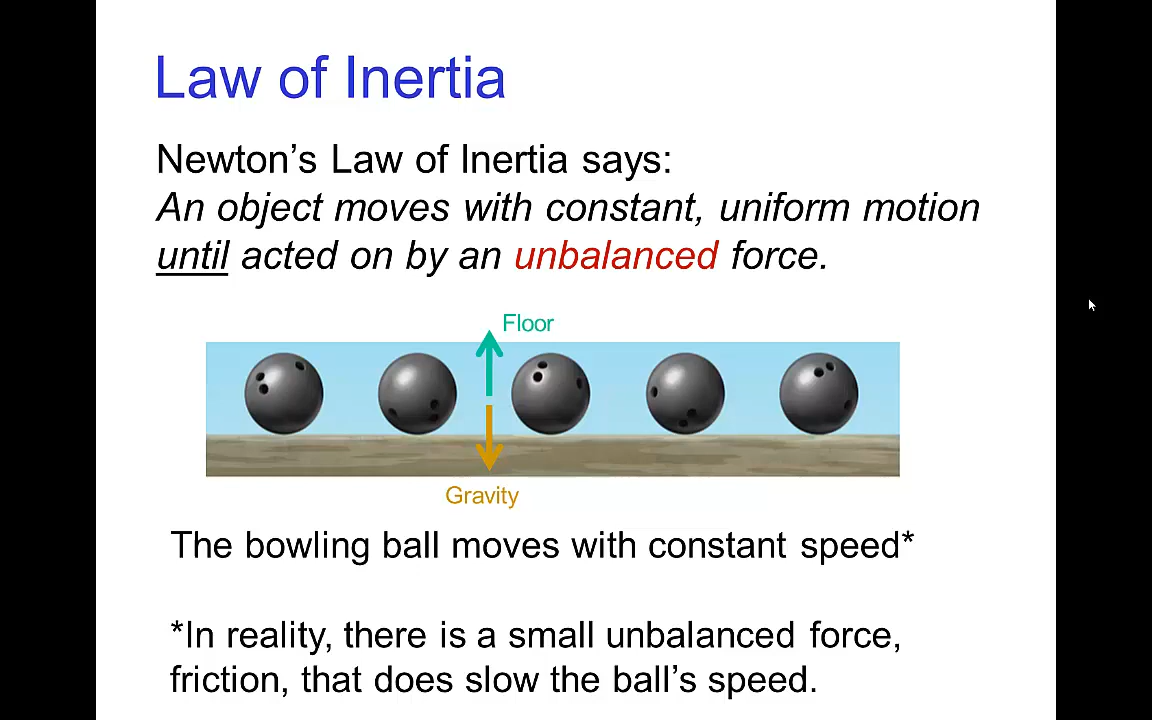 Law of Inertia
Newton’s Law of Inertia says:
An object moves with constant, uniform motion
until acted on by an unbalanced force.
Floor
Gravity
The bowling ball moves with constant speed*
*In reality, there is a small unbalanced force,
friction, that does slow the ball’s speed.